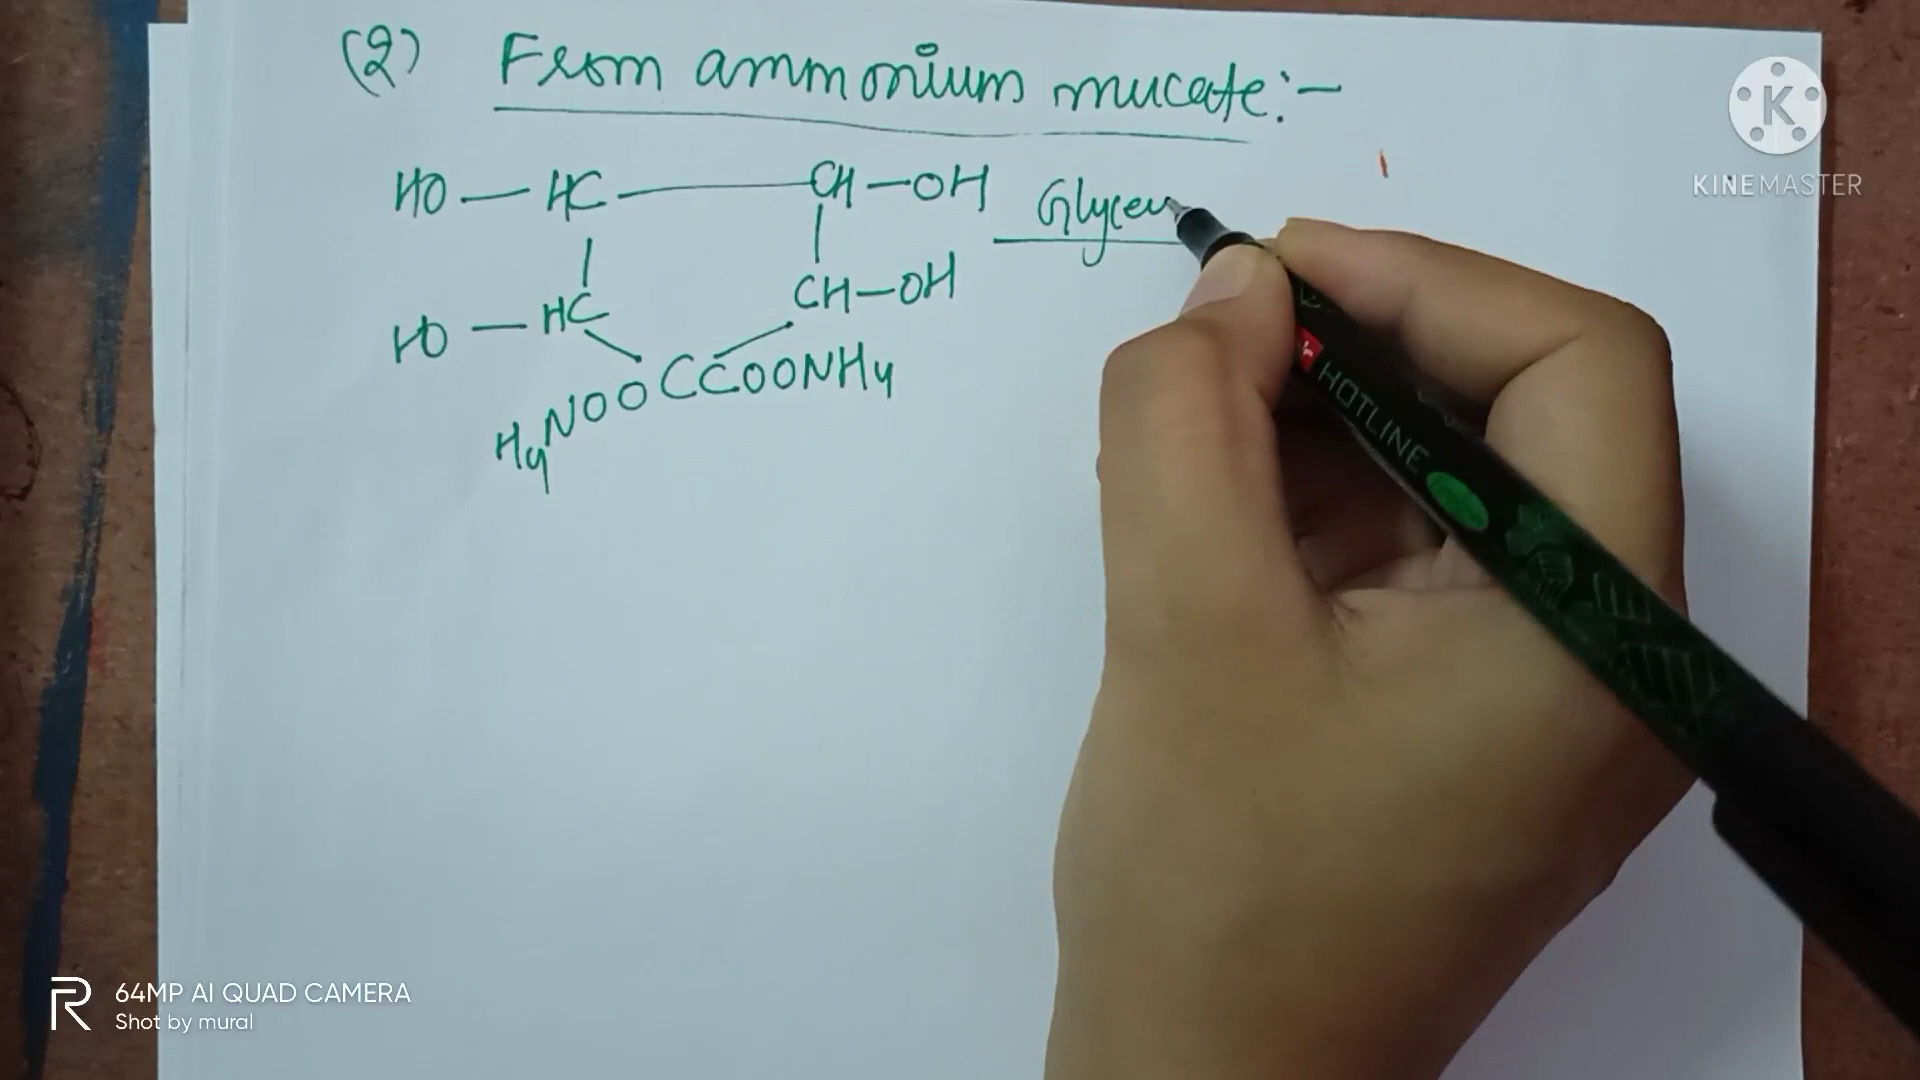 (2) From ammonium mucate:-
HO — HC — CH — OH Glycer
HO — HC CH — OH
H4NOOC COONH4
KINEMASTER
HOTLINE
64MP AI QUAD CAMERA
Shot by mural